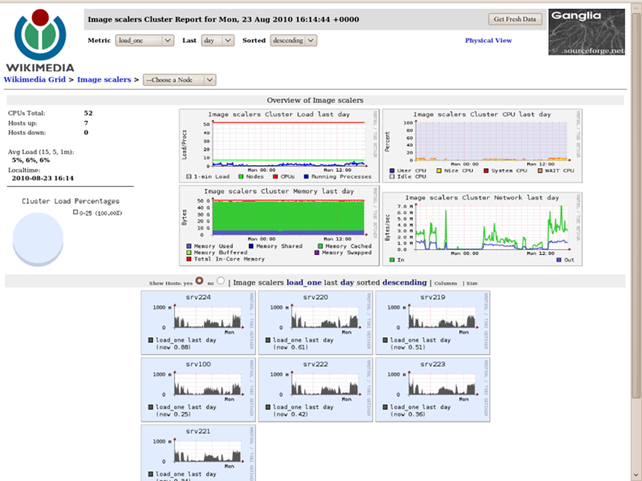 Image scalers Cluster Report for Mon, 23 Aug 2010 16:14:44 +0000
Get Fresh Data
Ganglia
.sourceforge.net
WIKIMEDIA
Metric load_one Last day Sorted descending
Physical View
Wikimedia Grid > Image scalers > --Choose a Node
Overview of Image scalers
CPUs Total: 52
Hosts up: 7
Hosts down: 0
Avg Load (15, 5, 1m):
5%, 6%, 6%
Localtime:
2010-08-23 16:14
Cluster Load Percentages
0-25 (100.00%)
Image scalers Cluster Load last day
Load/Procs
50
40
30
20
10
0
Mon 00:00 Mon 12:00
1-min Load Nodes CPUs Running Processes
Image scalers Cluster CPU last day
Percent
100
80
60
40
20
0
Mon 00:00 Mon 12:00
User CPU Nice CPU System CPU WAIT CPU
Idle CPU
Image scalers Cluster Memory last day
Bytes
50 G
40 G
30 G
20 G
10 G
0
Mon 00:00 Mon 12:00
Memory Used Memory Shared Memory Cached
Memory Buffered Memory Swapped
Total In-Core Memory
Image scalers Cluster Network last day
Bytes/sec
7.0 M
6.0 M
5.0 M
4.0 M
3.0 M
2.0 M
1.0 M
0.0
Mon 00:00 Mon 12:00
In Out
Show Hosts: yes no | Image scalers load_one last day sorted descending | Columns | Size
srv224
1000 m
0
Mon
load_one last day
(now 0.88)
srv220
1000 m
0
Mon
load_one last day
(now 0.61)
srv219
1000 m
0
Mon
load_one last day
(now 0.51)
srv100
1000 m
0
Mon
load_one last day
(now 0.25)
srv222
1000 m
0
Mon
load_one last day
(now 0.42)
srv223
1000 m
0
Mon
load_one last day
(now 0.36)
srv221
1000 m
0
Mon
load_one last day